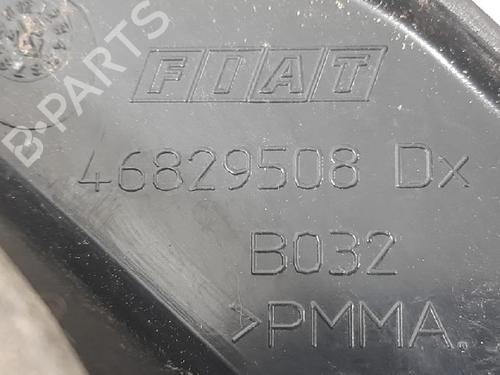 FIAT
46829508 Dx
B032
>PMMA.
B-PARTS